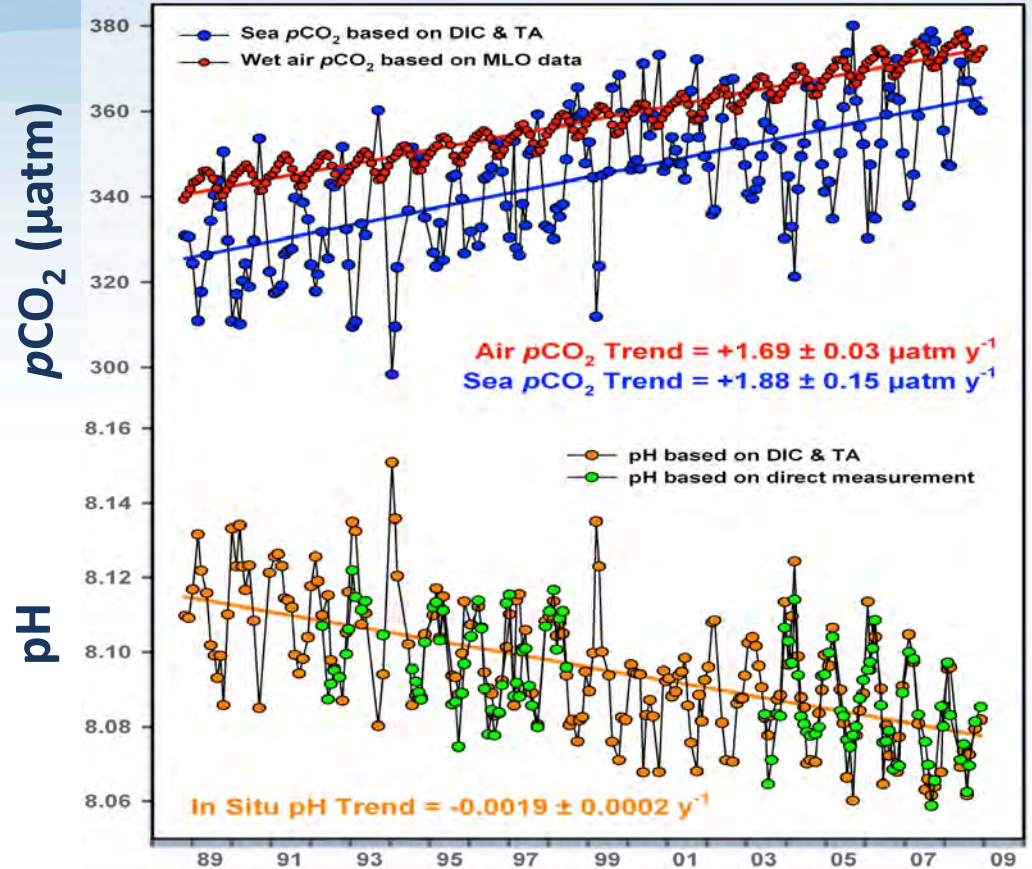 pCO₂ (µatm)
380
360
340
320
300
Sea pCO₂ based on DIC & TA
Wet air pCO₂ based on MLO data
Air pCO₂ Trend = +1.69 ± 0.03 µatm y⁻¹
Sea pCO₂ Trend = +1.88 ± 0.15 µatm y⁻¹
pH
8.16
8.14
8.12
8.10
8.08
8.06
pH based on DIC & TA
pH based on direct measurement
In Situ pH Trend = -0.0019 ± 0.0002 y⁻¹
89 91 93 95 97 99 01 03 05 07 09